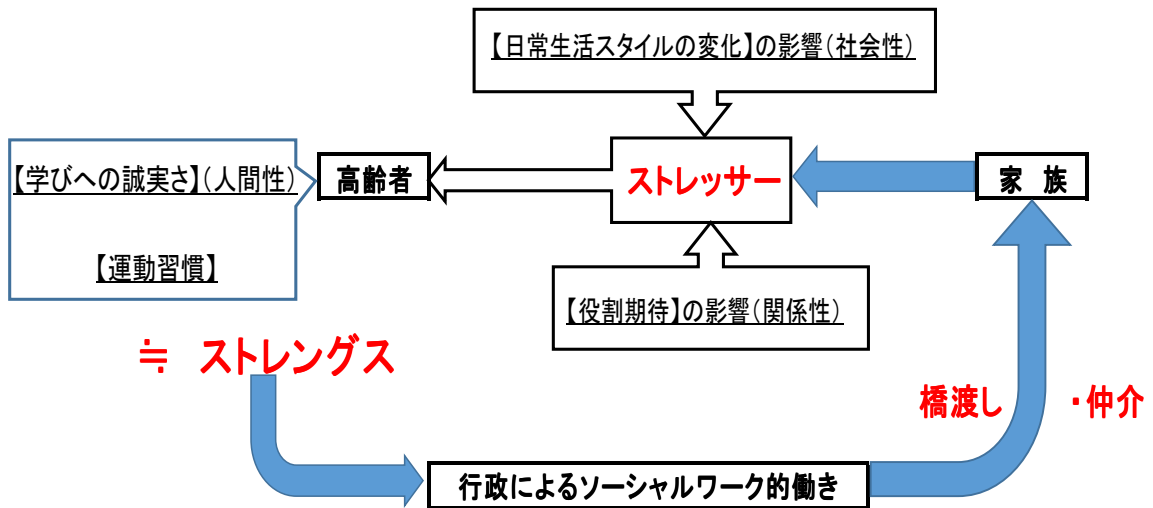 【日常生活スタイルの変化】の影響(社会性)
【学びへの誠実さ】(人間性)
高齢者
ストレッサー
家　族
【運動習慣】
【役割期待】の影響(関係性)
≒　ストレングス
橋渡し　・仲介
行政によるソーシャルワーク的働き